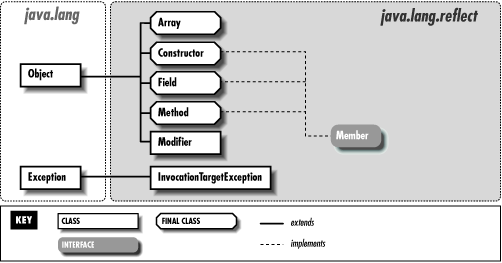 java.lang
java.lang.reflect
Array
Constructor
Object
Field
Method
Member
Modifier
Exception
InvocationTargetException
KEY
CLASS
FINAL CLASS
extends
INTERFACE
implements